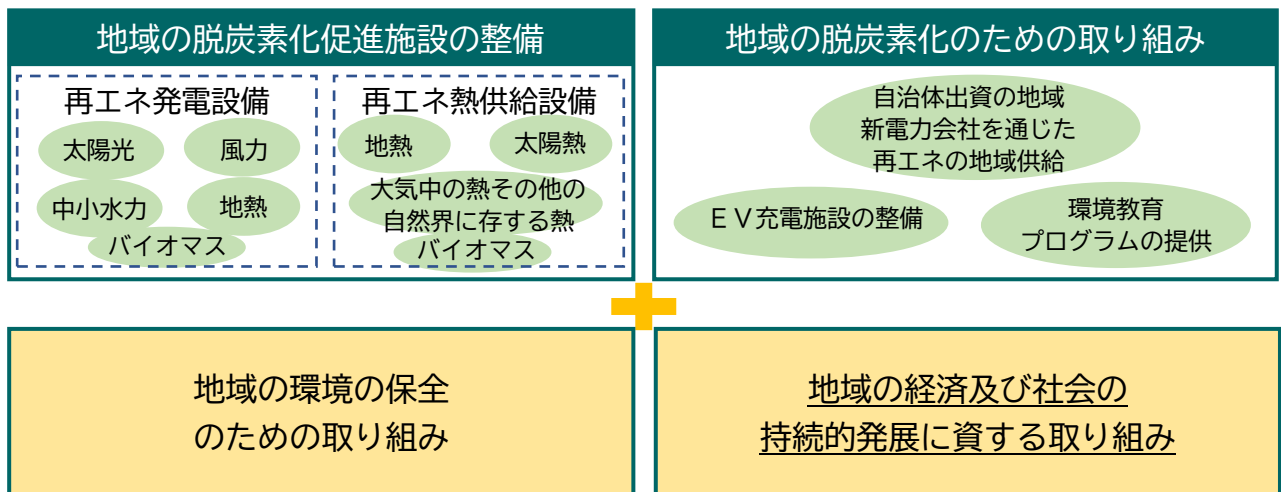 地域の脱炭素化促進施設の整備
再エネ発電設備
太陽光
風力
中小水力
地熱
バイオマス
再エネ熱供給設備
地熱
太陽熱
大気中の熱その他の
自然界に存する熱
バイオマス
地域の脱炭素化のための取り組み
自治体出資の地域
新電力会社を通じた
再エネの地域供給
ＥＶ充電施設の整備
環境教育
プログラムの提供
地域の環境の保全
のための取り組み
地域の経済及び社会の
持続的発展に資する取り組み